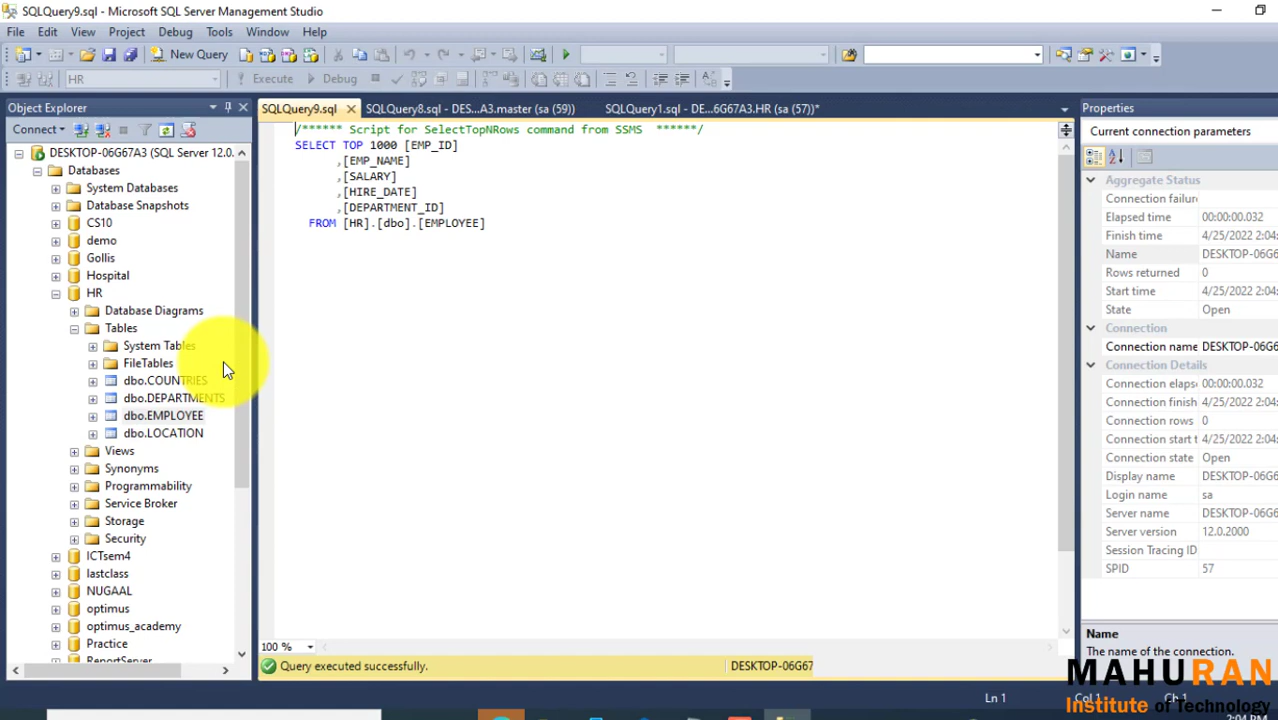 SQLQuery9.sql - Microsoft SQL Server Management Studio
File Edit View Project Debug Tools Window Help
New Query
HR Execute Debug
Object Explorer
Connect
DESKTOP-06G67A3 (SQL Server 12.0.
Databases
System Databases
Database Snapshots
CS10
demo
Gollis
Hospital
HR
Database Diagrams
Tables
System Tables
FileTables
dbo.COUNTRIES
dbo.DEPARTMENTS
dbo.EMPLOYEE
dbo.LOCATION
Views
Synonyms
Programmability
Service Broker
Storage
Security
ICTsem4
lastclass
NUGAAL
optimus
optimus_academy
Practice
ReportServer
SQLQuery9.sql SQLQuery8.sql - DES...A3.master (sa (59)) SQLQuery1.sql - DE...6G67A3.HR (sa (57))*
/****** Script for SelectTopNRows command from SSMS ******/
SELECT TOP 1000 [EMP_ID]
,[EMP_NAME]
,[SALARY]
,[HIRE_DATE]
,[DEPARTMENT_ID]
FROM [HR].[dbo].[EMPLOYEE]
100 %
Query executed successfully. DESKTOP-06G67
Properties
Current connection parameters
Aggregate Status
Connection failur
Elapsed time 00:00:00.032
Finish time 4/25/2022 2:04:
Name DESKTOP-06G6
Rows returned 0
Start time 4/25/2022 2:04:
State Open
Connection
Connection name DESKTOP-06G6
Connection Details
Connection elaps 00:00:00.032
Connection finish 4/25/2022 2:04:
Connection rows 0
Connection start t 4/25/2022 2:04:
Connection state Open
Display name DESKTOP-06G6
Login name sa
Server name DESKTOP-06G6
Server version 12.0.2000
Session Tracing ID
SPID 57
Name
The name of the connection.
MAHURAN
Institute of Technology
Ln 1 Col 1 Ch 1
2:04 PM